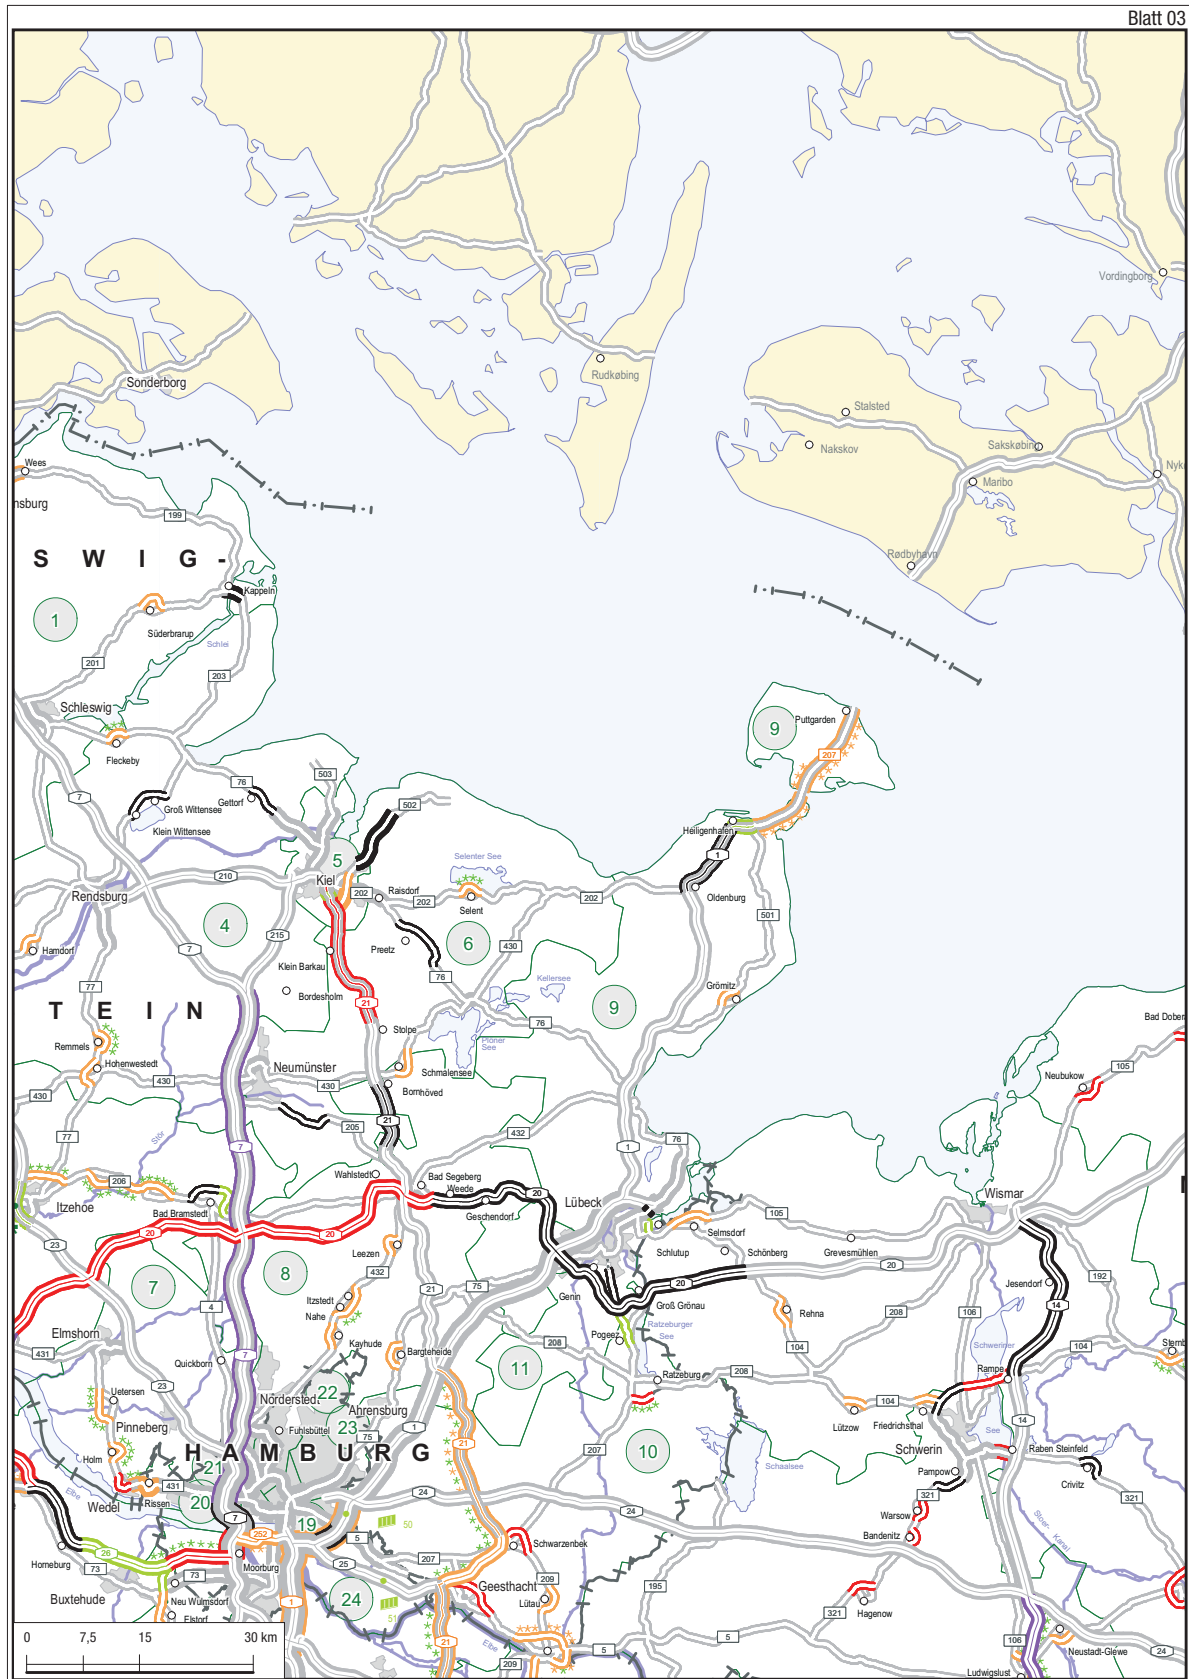 Blatt 03
Vordingborg
Rudkøbing
Sonderborg
Stalsted
Nakskov
Sakskøbing
Maribo
Nyk
Rødbyhavn
Wees
nsburg
199
S W I G -
Kappeln
1
Süderbrarup
Schlei
201
203
Schleswig
Fleckeby
Puttgarden
9
207
7
76
503
Gettorf
Groß Wittensee
Klein Wittensee
502
Heiligenhafen
1
5
Kiel
Selenter See
210
202
Raisdorf
202
Selent
202
Oldenburg
Rendsburg
4
215
6
501
7
Hamdorf
Preetz
430
Klein Barkau
76
Kellersee
77
Bordesholm
21
9
Grömitz
T E I N
Stolpe
76
Bad Dober
Remmels
Plöner
See
Hohenwestedt
Neumünster
Schmalensee
105
430
430
Bornhöved
Neubukow
430
77
205
21
432
Stör
7
1
76
Wahlstedt
206
Bad Segeberg
Weede
20
Itzehoe
Bad Bramstedt
Geschendorf
Lübeck
Wismar
105
20
20
Selmsdorf
23
Leezen
Schlutup
Schönberg
Grevesmühlen
7
8
432
20
192
Genin
20
Jesendorf
75
21
Itzstedt
Nahe
Groß Grönau
4
14
Rehna
208
106
Elmshorn
Kayhude
Pogeez
Ratzeburger
See
Schweriner
431
7
Bargteheide
208
104
104
Sternb
Quickborn
11
208
Rampe
23
Ratzeburg
Uetersen
Norderstedt
22
Ahrensburg
104
Pinneberg
Fuhlsbüttel
23
1
Lützow
Friedrichsthal
14
75
Holm
H A M B U R G
21
207
10
See
Schwerin
Raben Steinfeld
21
Schaalsee
Pampow
Crivitz
431
Elbe
Wedel
Rissen
20
24
321
321
7
19
24
Warsow
50
252
5
Bandenitz
Stoer-
Kanal
26
Horneburg
207
Schwarzenbek
73
Moorburg
25
73
Geesthacht
209
195
Buxtehude
Neu Wulmsdorf
24
Lütau
Hagenow
Elstorf
51
321
1
0 7,5 15 30 km
21
Elbe
5
5
106
Neustadt-Glewe
24
209
Ludwigslust